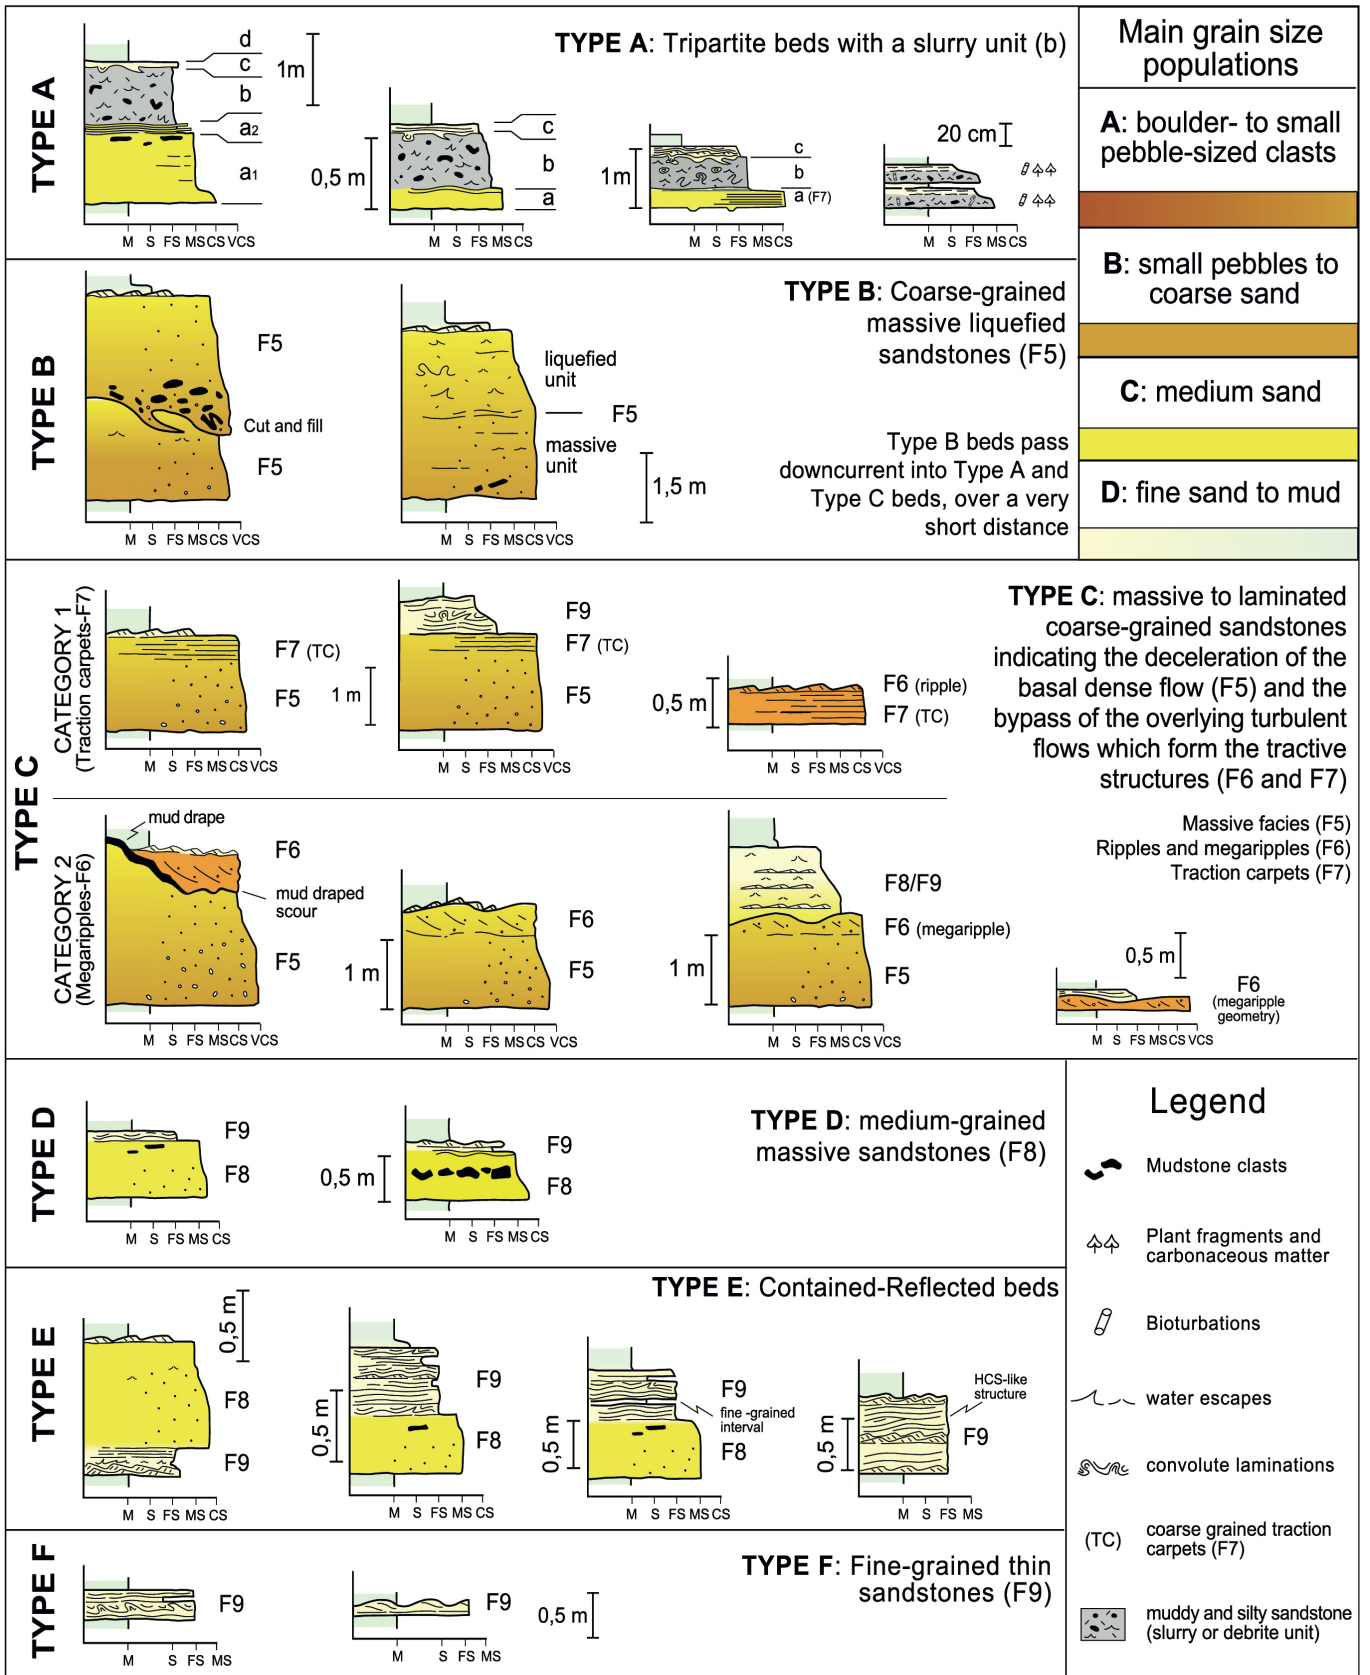 TYPE A
TYPE A: Tripartite beds with a slurry unit (b)
d
c
b
a2
a1
1m
M S FS MS CS VCS
0,5 m
c
b
a
M S FS MS CS
1m
c
b
a (F7)
M S FS MS CS
20 cm
M S FS MS CS
Main grain size
populations
A: boulder- to small
pebble-sized clasts
B: small pebbles to
coarse sand
C: medium sand
D: fine sand to mud
TYPE B
TYPE B: Coarse-grained
massive liquefied
sandstones (F5)
Type B beds pass
downcurrent into Type A and
Type C beds, over a very
short distance
F5
Cut and fill
F5
M S FS MS CS VCS
liquefied
unit
F5
massive
unit
1,5 m
M S FS MS CS VCS
TYPE C
CATEGORY 1
(Traction carpets-F7)
F7 (TC)
F5
M S FS MS CS VCS
1 m
F9
F7 (TC)
F5
M S FS MS CS VCS
0,5 m
F6 (ripple)
F7 (TC)
M S FS MS CS VCS
TYPE C: massive to laminated
coarse-grained sandstones
indicating the deceleration of the
basal dense flow (F5) and the
bypass of the overlying turbulent
flows which form the tractive
structures (F6 and F7)
Massive facies (F5)
Ripples and megaripples (F6)
Traction carpets (F7)
CATEGORY 2
(Megaripples-F6)
mud drape
F6
mud draped
scour
F5
M S FS MS CS VCS
1 m
F6
F5
M S FS MS CS VCS
1 m
F8/F9
F6 (megaripple)
F5
M S FS MS CS VCS
0,5 m
F6
(megaripple
geometry)
M S FS MS CS VCS
TYPE D
TYPE D: medium-grained
massive sandstones (F8)
F9
F8
M S FS MS CS
0,5 m
F9
F8
M S FS MS CS
TYPE E
TYPE E: Contained-Reflected beds
0,5 m
F8
F9
M S FS MS CS
0,5 m
F9
F8
M S FS MS CS
0,5 m
F9
fine -grained
interval
F8
M S FS MS CS
0,5 m
HCS-like
structure
F9
M S FS MS
TYPE F
TYPE F: Fine-grained thin
sandstones (F9)
F9
M S FS MS
F9
0,5 m
M S FS MS
Legend
Mudstone clasts
Plant fragments and
carbonaceous matter
Bioturbations
water escapes
convolute laminations
(TC)
coarse grained traction
carpets (F7)
muddy and silty sandstone
(slurry or debrite unit)